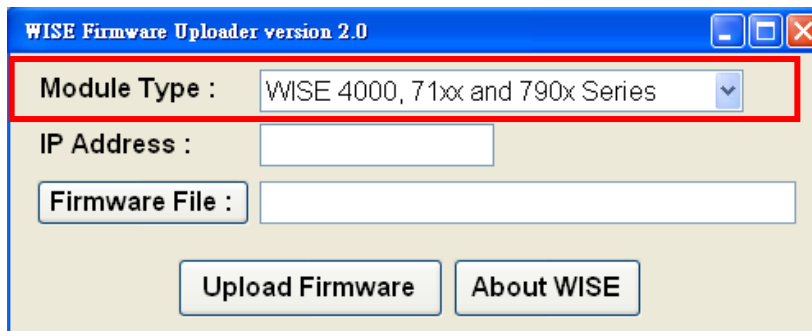 WISE Firmware Uploader version 2.0
Module Type :
WISE 4000, 71xx and 790x Series
IP Address :
Firmware File :
Upload Firmware
About WISE